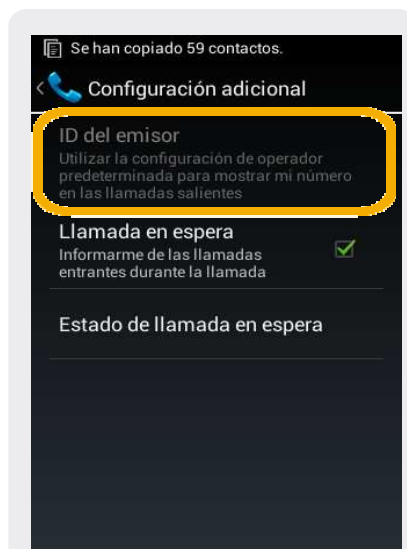 Se han copiado 59 contactos.
Configuración adicional
ID del emisor
Utilizar la configuración de operador
predeterminada para mostrar mi número
en las llamadas salientes
Llamada en espera
Informarme de las llamadas
entrantes durante la llamada
Estado de llamada en espera